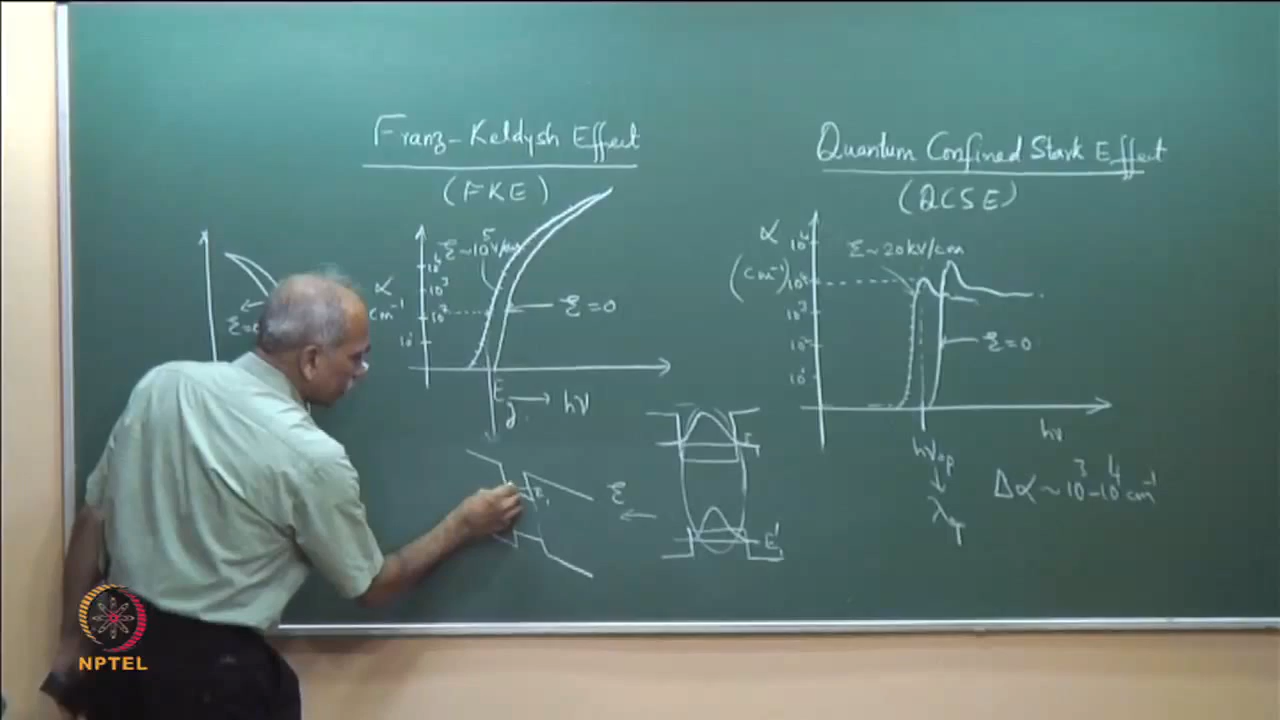 Franz-Keldysh Effect
(FKE)
α
cm⁻¹
10⁴
10³
10²
10¹
ℰ~10⁵V/cm
ℰ=0
Eg
hν
ℰ=0
E₁
ℰ
E₁'
Quantum Confined Stark Effect
(QCSE)
α
(cm⁻¹)
10⁴
10³
10²
10¹
ℰ~20kV/cm
ℰ=0
hν
hνop
λop
Δα~10³-10⁴cm⁻¹
NPTEL